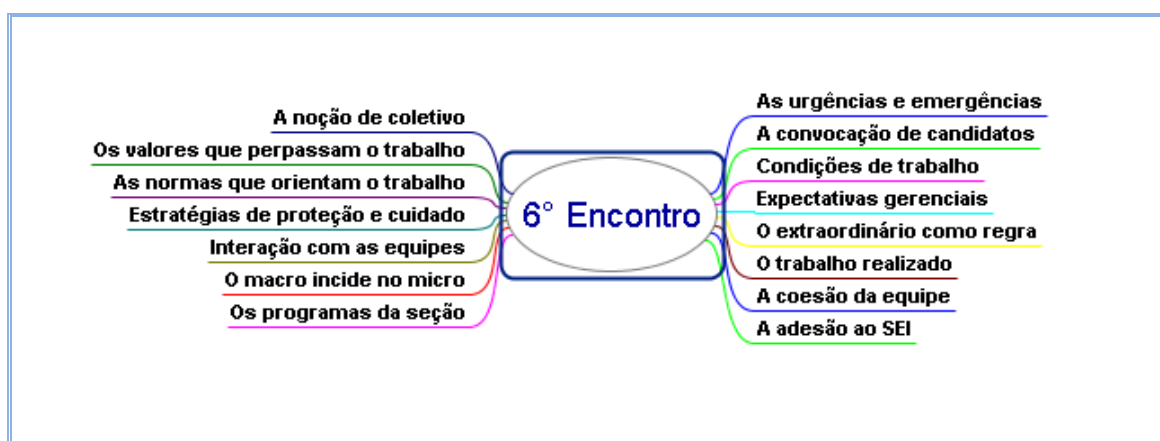 A noção de coletivo
Os valores que perpassam o trabalho
As normas que orientam o trabalho
Estratégias de proteção e cuidado
Interação com as equipes
O macro incide no micro
Os programas da seção
6° Encontro
As urgências e emergências
A convocação de candidatos
Condições de trabalho
Expectativas gerenciais
O extraordinário como regra
O trabalho realizado
A coesão da equipe
A adesão ao SEI